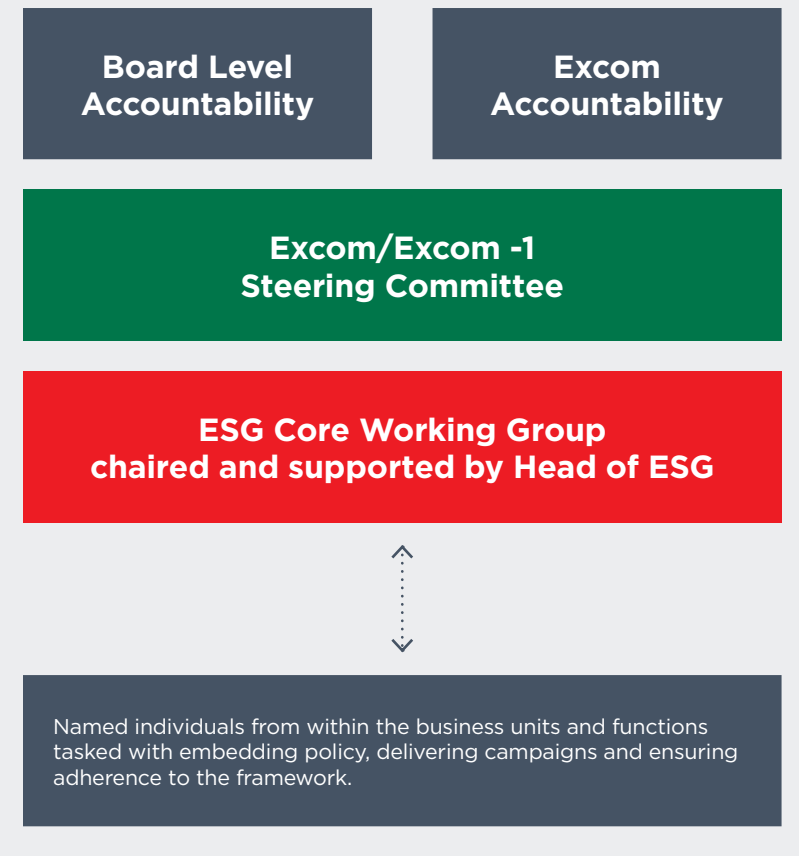 Board Level
Accountability
Excom
Accountability
Excom/Excom -1
Steering Committee
ESG Core Working Group
chaired and supported by Head of ESG
Named individuals from within the business units and functions
tasked with embedding policy, delivering campaigns and ensuring
adherence to the framework.